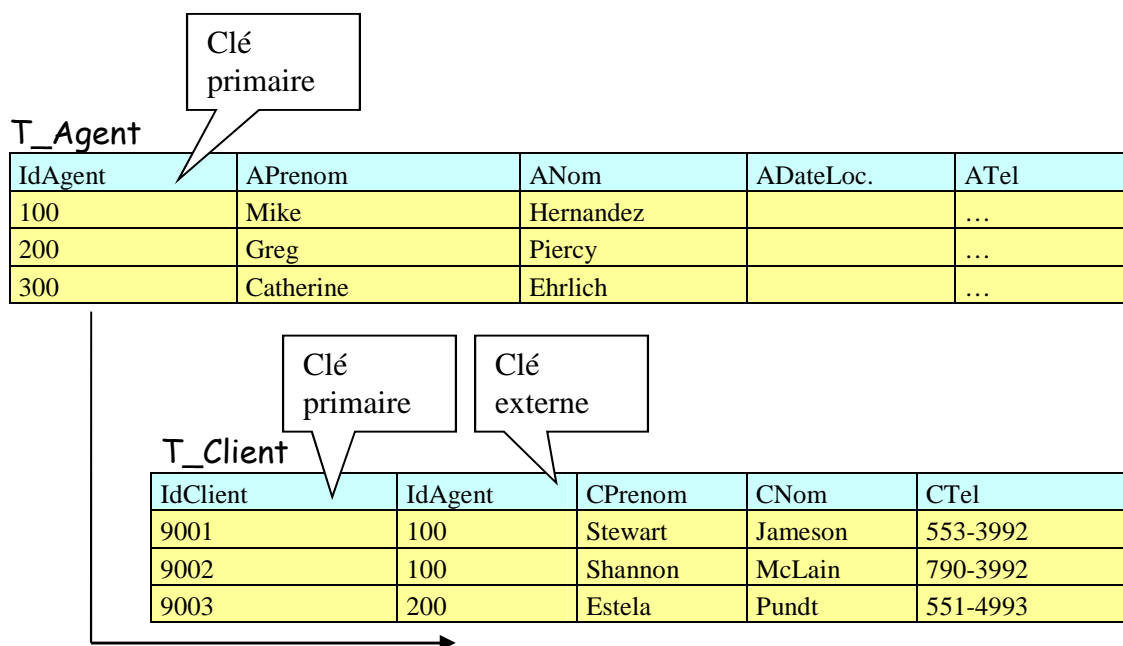 Clé
primaire
T_Agent
IdAgent APrenom ANom ADateLoc. ATel
100 Mike Hernandez …
200 Greg Piercy …
300 Catherine Ehrlich …
Clé
primaire
Clé
externe
T_Client
IdClient IdAgent CPrenom CNom CTel
9001 100 Stewart Jameson 553-3992
9002 100 Shannon McLain 790-3992
9003 200 Estela Pundt 551-4993